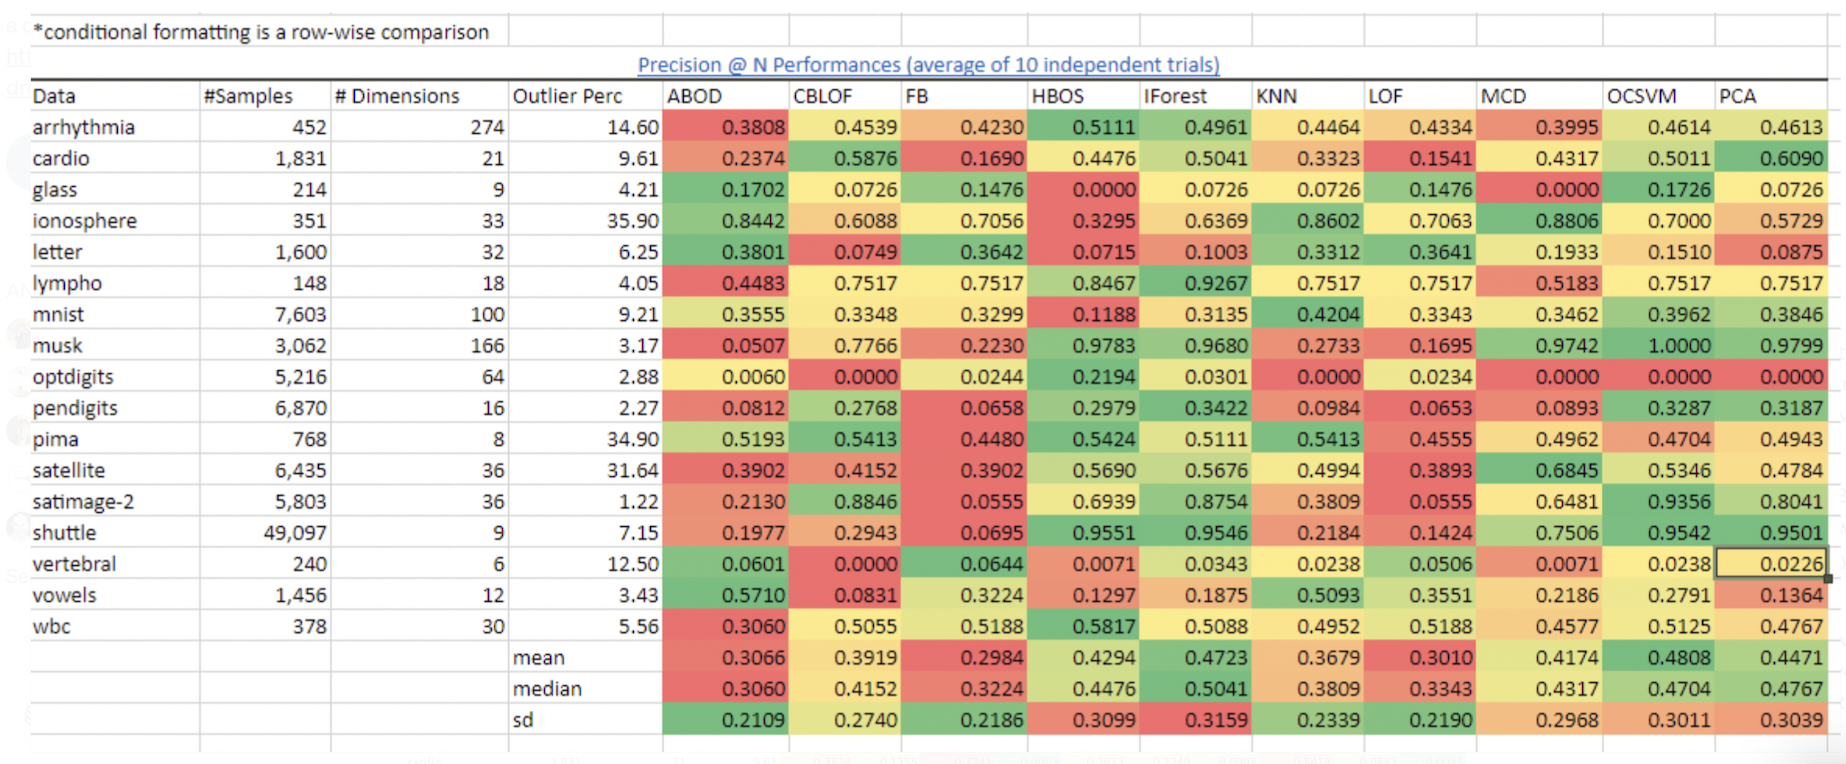 *conditional formatting is a row-wise comparison
Precision @ N Performances (average of 10 independent trials)
Data #Samples # Dimensions Outlier Perc ABOD CBLOF FB HBOS IForest KNN LOF MCD OCSVM PCA
arrhythmia 452 274 14.60 0.3808 0.4539 0.4230 0.5111 0.4961 0.4464 0.4334 0.3995 0.4614 0.4613
cardio 1,831 21 9.61 0.2374 0.5876 0.1690 0.4476 0.5041 0.3323 0.1541 0.4317 0.5011 0.6090
glass 214 9 4.21 0.1702 0.0726 0.1476 0.0000 0.0726 0.0726 0.1476 0.0000 0.1726 0.0726
ionosphere 351 33 35.90 0.8442 0.6088 0.7056 0.3295 0.6369 0.8602 0.7063 0.8806 0.7000 0.5729
letter 1,600 32 6.25 0.3801 0.0749 0.3642 0.0715 0.1003 0.3312 0.3641 0.1933 0.1510 0.0875
lympho 148 18 4.05 0.4483 0.7517 0.7517 0.8467 0.9267 0.7517 0.7517 0.5183 0.7517 0.7517
mnist 7,603 100 9.21 0.3555 0.3348 0.3299 0.1188 0.3135 0.4204 0.3343 0.3462 0.3962 0.3846
musk 3,062 166 3.17 0.0507 0.7766 0.2230 0.9783 0.9680 0.2733 0.1695 0.9742 1.0000 0.9799
optdigits 5,216 64 2.88 0.0060 0.0000 0.0244 0.2194 0.0301 0.0000 0.0234 0.0000 0.0000 0.0000
pendigits 6,870 16 2.27 0.0812 0.2768 0.0658 0.2979 0.3422 0.0984 0.0653 0.0893 0.3287 0.3187
pima 768 8 34.90 0.5193 0.5413 0.4480 0.5424 0.5111 0.5413 0.4555 0.4962 0.4704 0.4943
satellite 6,435 36 31.64 0.3902 0.4152 0.3902 0.5690 0.5676 0.4994 0.3893 0.6845 0.5346 0.4784
satimage-2 5,803 36 1.22 0.2130 0.8846 0.0555 0.6939 0.8754 0.3809 0.0555 0.6481 0.9356 0.8041
shuttle 49,097 9 7.15 0.1977 0.2943 0.0695 0.9551 0.9546 0.2184 0.1424 0.7506 0.9542 0.9501
vertebral 240 6 12.50 0.0601 0.0000 0.0644 0.0071 0.0343 0.0238 0.0506 0.0071 0.0238 0.0226
vowels 1,456 12 3.43 0.5710 0.0831 0.3224 0.1297 0.1875 0.5093 0.3551 0.2186 0.2791 0.1364
wbc 378 30 5.56 0.3060 0.5055 0.5188 0.5817 0.5088 0.4952 0.5188 0.4577 0.5125 0.4767
mean 0.3066 0.3919 0.2984 0.4294 0.4723 0.3679 0.3010 0.4174 0.4808 0.4471
median 0.3060 0.4152 0.3224 0.4476 0.5041 0.3809 0.3343 0.4317 0.4704 0.4767
sd 0.2109 0.2740 0.2186 0.3099 0.3159 0.2339 0.2190 0.2968 0.3011 0.3039